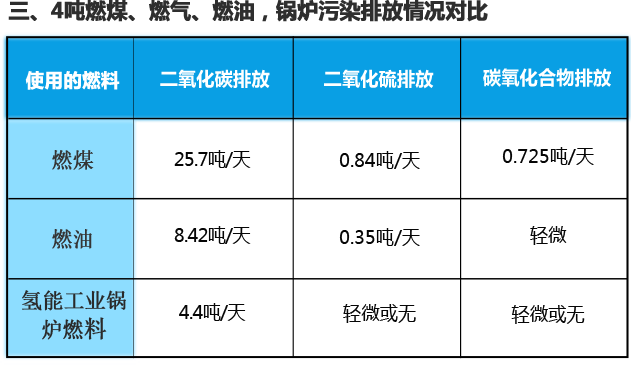 三、4吨燃煤、燃气、燃油，锅炉污染排放情况对比
使用的燃料 二氧化碳排放 二氧化硫排放 碳氧化合物排放
燃煤 25.7吨/天 0.84吨/天 0.725吨/天
燃油 8.42吨/天 0.35吨/天 轻微
氢能工业锅
炉燃料 4.4吨/天 轻微或无 轻微或无